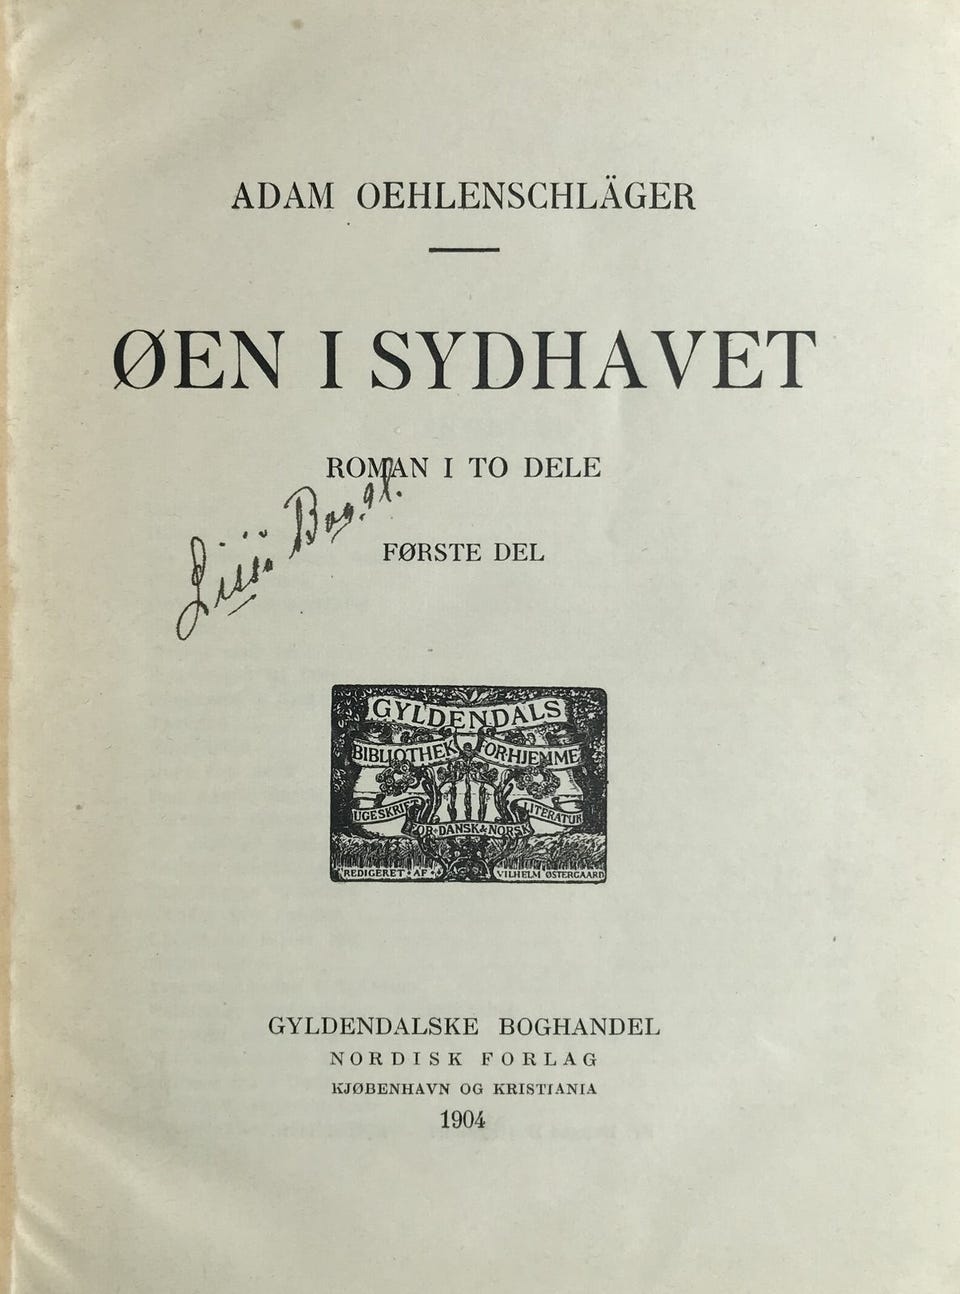 ADAM OEHLENSCHLÄGER
ØEN I SYDHAVET
ROMAN I TO DELE
FØRSTE DEL
GYLDENDALS
BIBLIOTHEK FOR HJEMMET
UGESKRIFT LITERATUR
FOR DANSK & NORSK
REDIGERET AF VILHELM ØSTERGAARD
GYLDENDALSKE BOGHANDEL
NORDISK FORLAG
KJØBENHAVN OG KRISTIANIA
1904